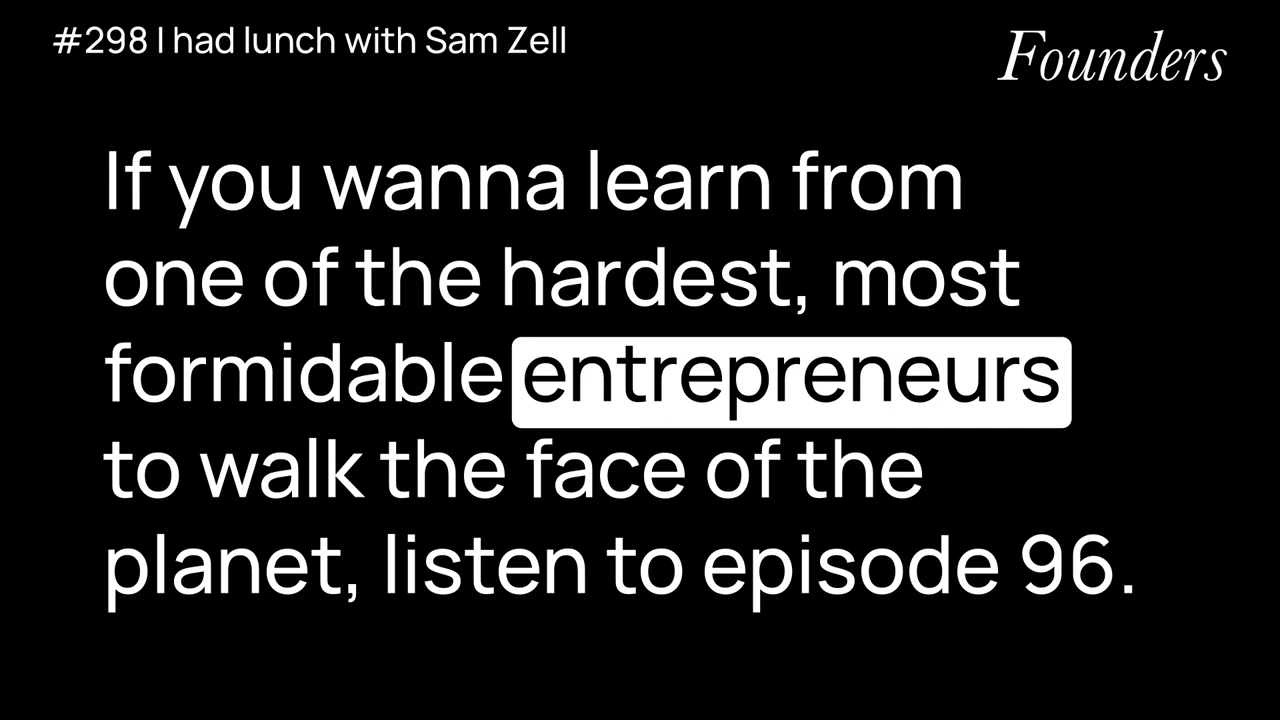 #298 I had lunch with Sam Zell
Founders
If you wanna learn from
one of the hardest, most
formidable entrepreneurs
to walk the face of the
planet, listen to episode 96.